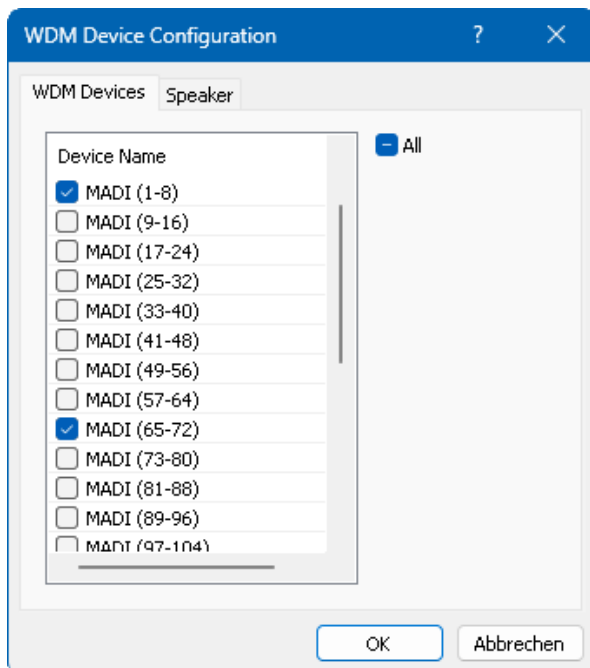 WDM Device Configuration ?
WDM Devices Speaker
Device Name
All
MADI (1-8)
MADI (9-16)
MADI (17-24)
MADI (25-32)
MADI (33-40)
MADI (41-48)
MADI (49-56)
MADI (57-64)
MADI (65-72)
MADI (73-80)
MADI (81-88)
MADI (89-96)
MADI (97-104)
OK Abbrechen